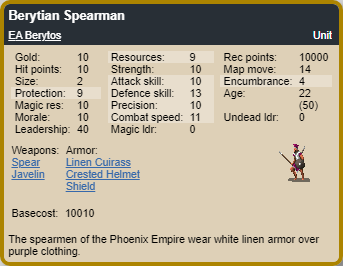 Berytian Spearman
EA Berytos Unit
Gold: 10 Resources: 9 Rec points: 10000
Hit points: 10 Strength: 10 Map move: 14
Size: 2 Attack skill: 10 Encumbrance: 4
Protection: 9 Defence skill: 13 Age: 22
Magic res: 10 Precision: 10 (50)
Morale: 10 Combat speed: 11 Undead ldr: 0
Leadership: 40 Magic ldr: 0
Weapons: Armor:
Spear Linen Cuirass
Javelin Crested Helmet
Shield
Basecost: 10010
The spearmen of the Phoenix Empire wear white linen armor over
purple clothing.